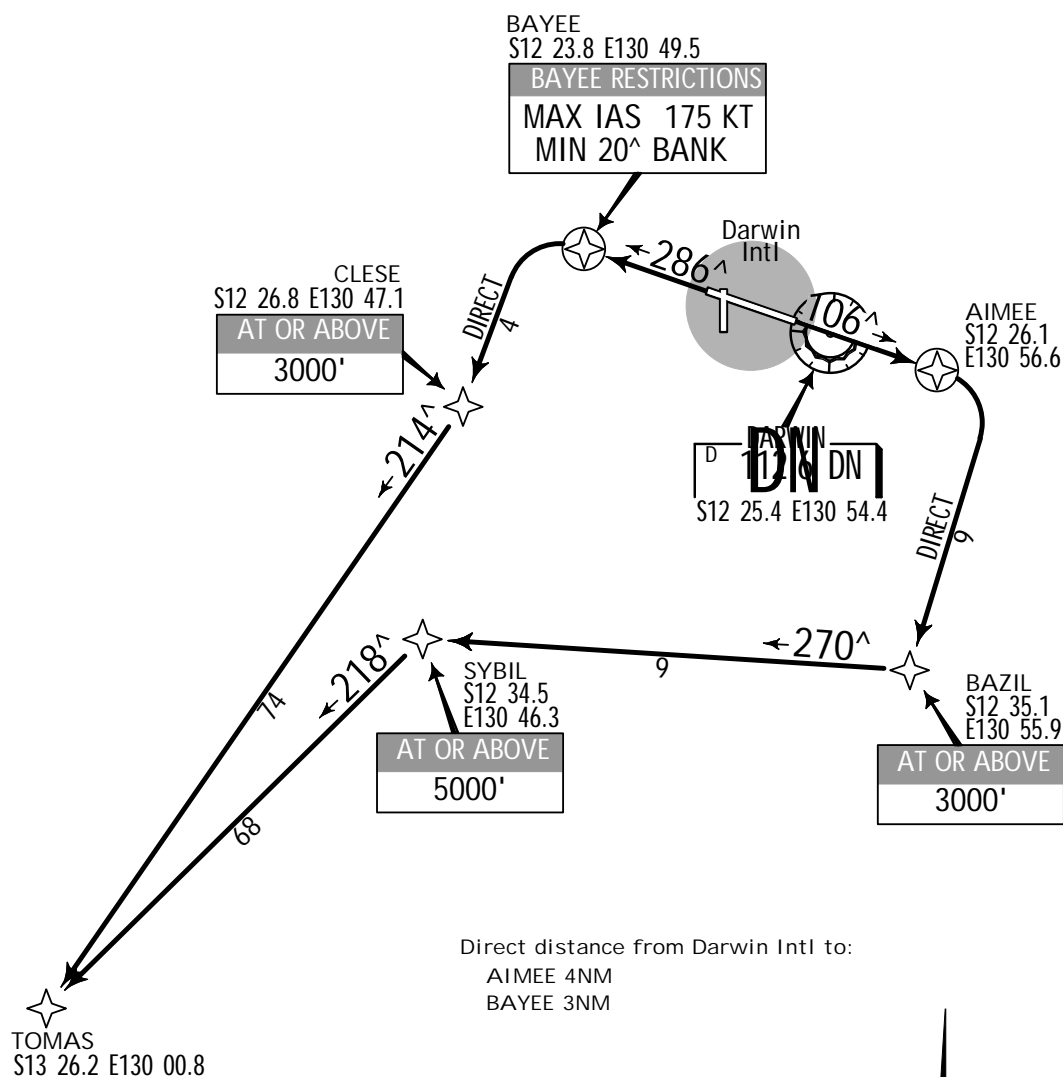 BAYEE
S12 23.8 E130 49.5
BAYEE RESTRICTIONS
MAX IAS 175 KT
MIN 20^ BANK
Darwin
Intl
286^
106^
CLESE
S12 26.8 E130 47.1
AT OR ABOVE
3000'
DIRECT
4
AIMEE
S12 26.1
E130 56.6
214^
DARWIN
D DN
DN
S12 25.4 E130 54.4
DIRECT
9
270^
9
218^
SYBIL
S12 34.5
E130 46.3
AT OR ABOVE
5000'
BAZIL
S12 35.1
E130 55.9
AT OR ABOVE
3000'
74
68
Direct distance from Darwin Intl to:
AIMEE 4NM
BAYEE 3NM
TOMAS
S13 26.2 E130 00.8